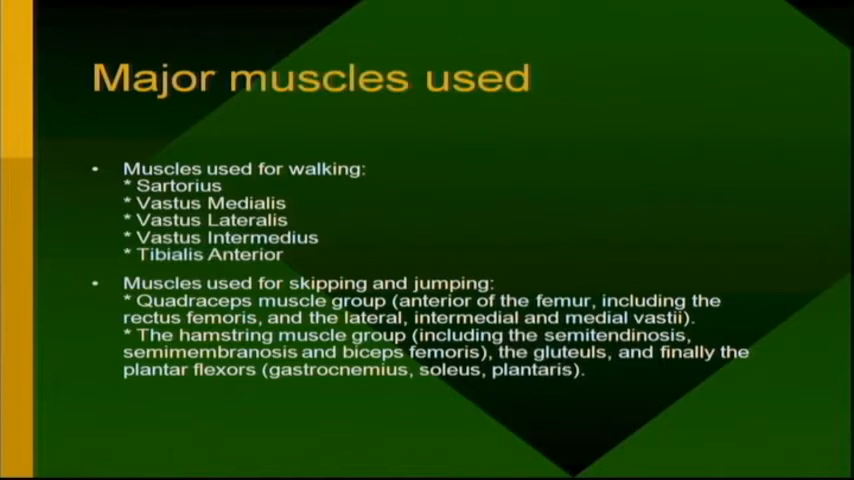 Major muscles used
• Muscles used for walking:
* Sartorius
* Vastus Medialis
* Vastus Lateralis
* Vastus Intermedius
* Tibialis Anterior
• Muscles used for skipping and jumping:
* Quadraceps muscle group (anterior of the femur, including the
rectus femoris, and the lateral, intermedial and medial vastii).
* The hamstring muscle group (including the semitendinosis,
semimembranosis and biceps femoris), the gluteuls, and finally the
plantar flexors (gastrocnemius, soleus, plantaris).